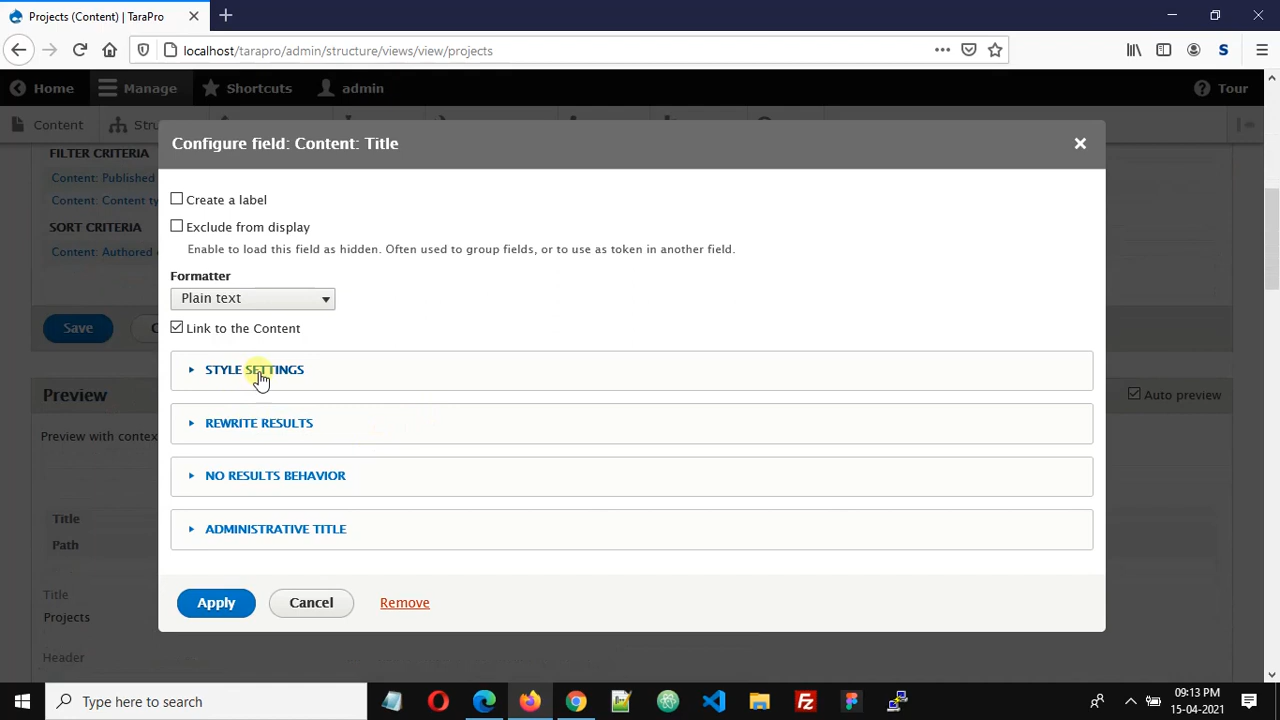 Projects (Content) | TaraPro
localhost/tarapro/admin/structure/views/view/projects
Home Manage Shortcuts admin Tour
Content
FILTER CRITERIA
Content: Published
Content: Content ty
SORT CRITERIA
Content: Authored
Save
Preview
Auto preview
Preview with contex
Title
Path
Title
Projects
Header
Configure field: Content: Title
Create a label
Exclude from display
Enable to load this field as hidden. Often used to group fields, or to use as token in another field.
Formatter
Plain text
Link to the Content
STYLE SETTINGS
REWRITE RESULTS
NO RESULTS BEHAVIOR
ADMINISTRATIVE TITLE
Apply Cancel Remove
Type here to search
09:13 PM
15-04-2021